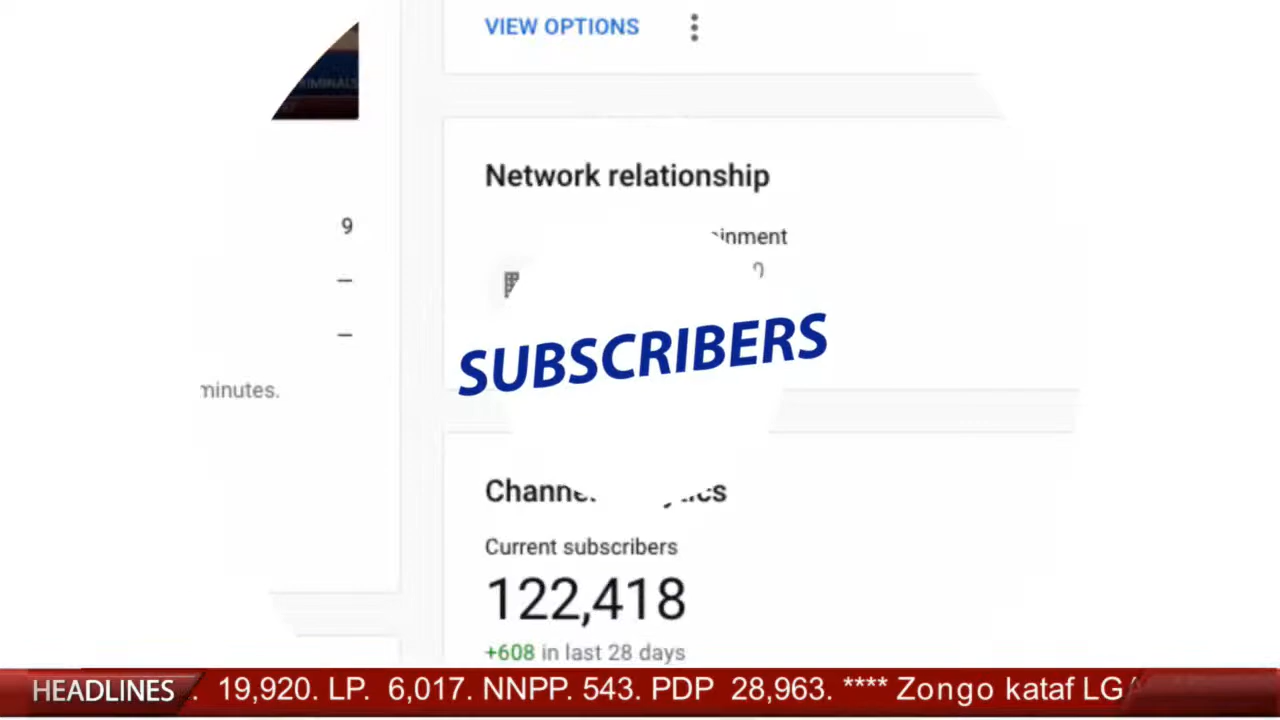 VIEW OPTIONS
Network relationship
9
minutes.
SUBSCRIBERS
Current subscribers
122,418
+608 in last 28 days
HEADLINES . 19,920. LP. 6,017. NNPP. 543. PDP 28,963. **** Zongo kataf LGA